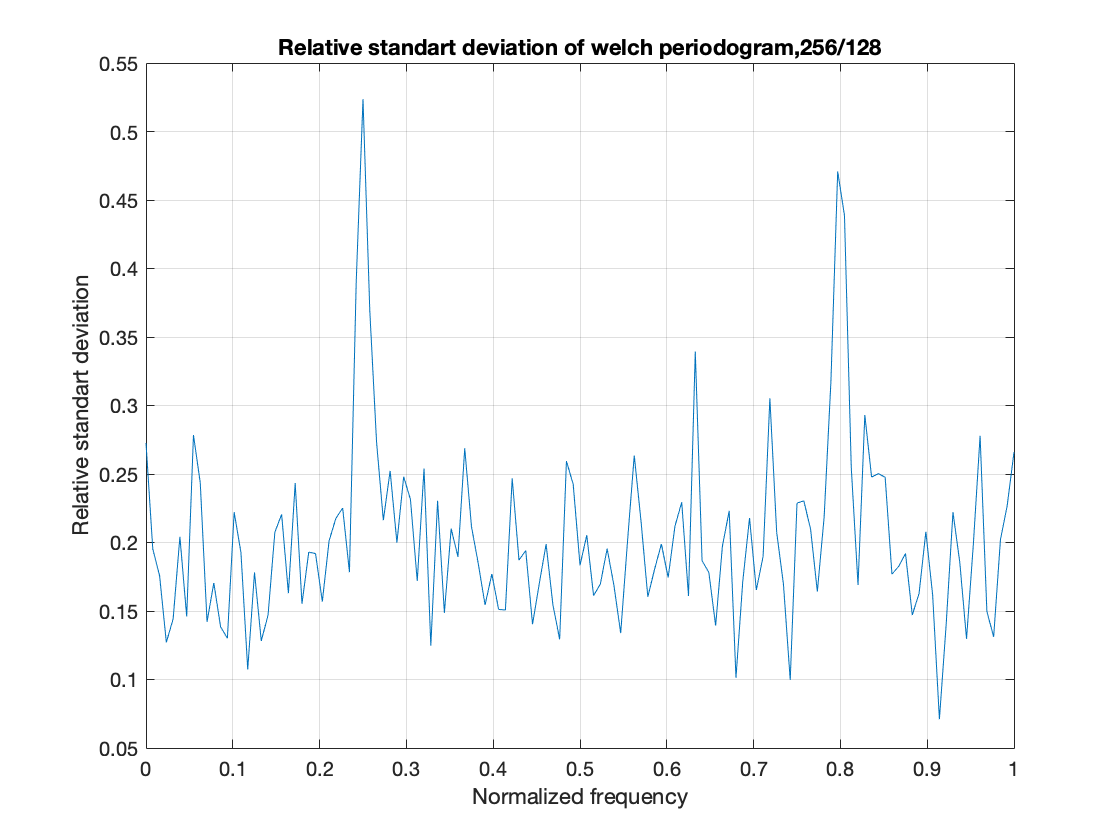 Relative standart deviation of welch periodogram,256/128
0.55
0.5
0.45
0.4
0.35
0.3
0.25
0.2
0.15
0.1
0.05
Relative standart deviation
0 0.1 0.2 0.3 0.4 0.5 0.6 0.7 0.8 0.9 1
Normalized frequency